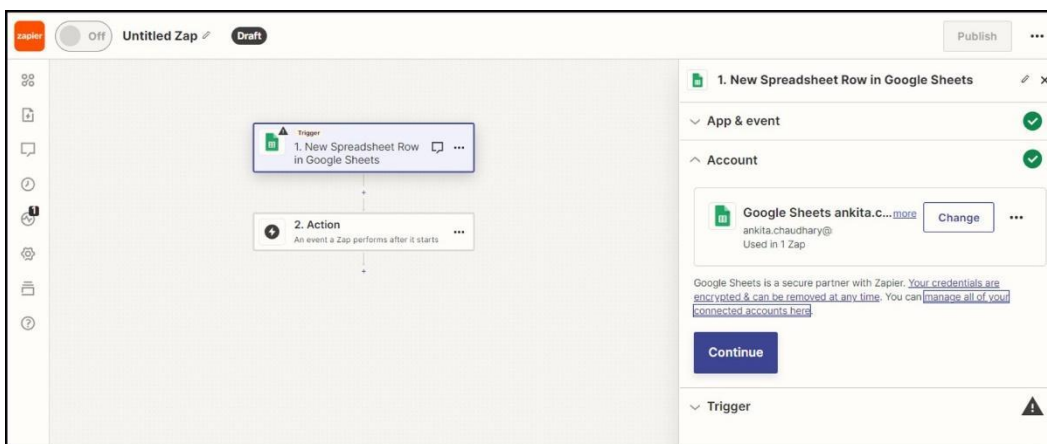 zapier
Off
Untitled Zap
Draft
Publish
1
Trigger
1. New Spreadsheet Row
in Google Sheets
2. Action
An event a Zap performs after it starts
1. New Spreadsheet Row in Google Sheets
App & event
Account
Google Sheets ankita.c...more
ankita.chaudhary@
Used in 1 Zap
Change
Google Sheets is a secure partner with Zapier. Your credentials are
encrypted & can be removed at any time. You can manage all of your
connected accounts here.
Continue
Trigger